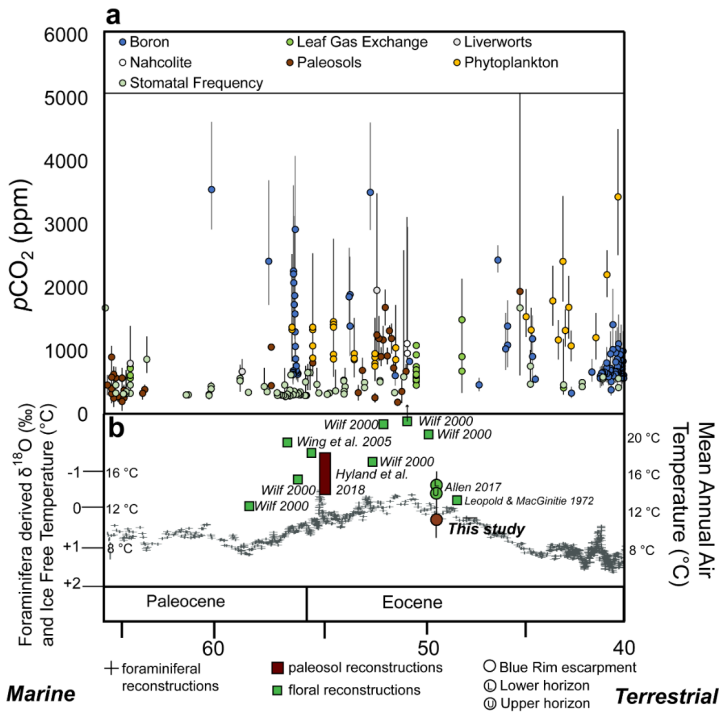 a
6000
5000
4000
3000
2000
1000
0
pCO₂ (ppm)
Boron
Leaf Gas Exchange
Liverworts
Nahcolite
Paleosols
Phytoplankton
Stomatal Frequency
b
Foraminifera derived δ¹⁸O (‰)
and Ice Free Temperature (°C)
-1
0
+1
+2
16 °C
12 °C
8 °C
Wilf 2000
Wilf 2000
Wilf 2000
Wing et al. 2005
Wilf 2000
Hyland et al.
2018
Wilf 2000
Wilf 2000
Allen 2017
Leopold & MacGinitie 1972
This study
L
U
20 °C
16 °C
12 °C
8 °C
Mean Annual Air
Temperature (°C)
Paleocene
Eocene
60
50
40
Marine
foraminiferal
reconstructions
paleosol reconstructions
floral reconstructions
Blue Rim escarpment
L Lower horizon
U Upper horizon
Terrestrial